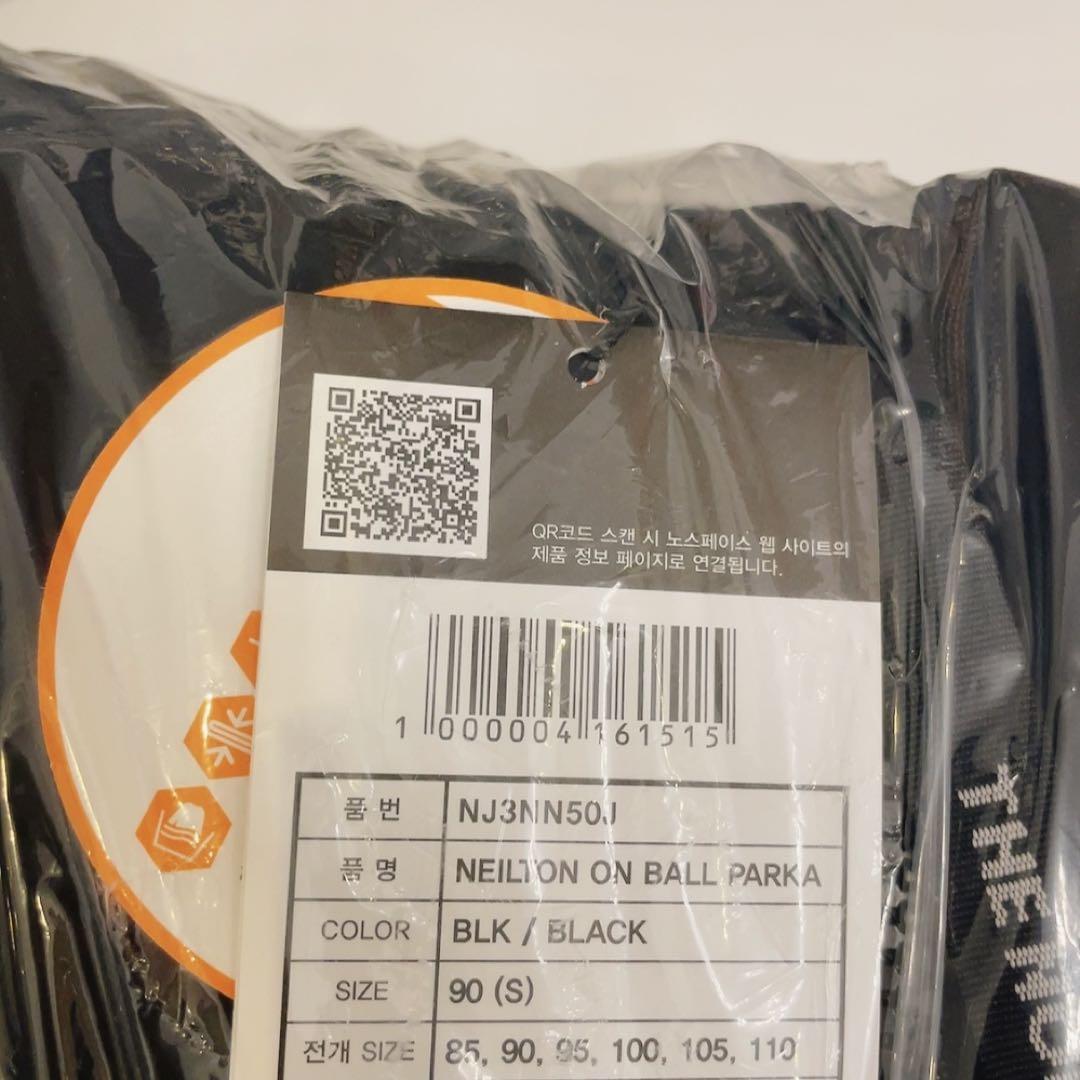 QR코드 스캔 시 노스페이스 웹 사이트의
제품 정보 페이지로 연결됩니다.
1 000004 161515
품번 NJ3NN50J
품명 NEILTON ON BALL PARKA
COLOR BLK / BLACK
SIZE 90 (S)
전개 SIZE 85, 90, 95, 100, 105, 110
THE NO